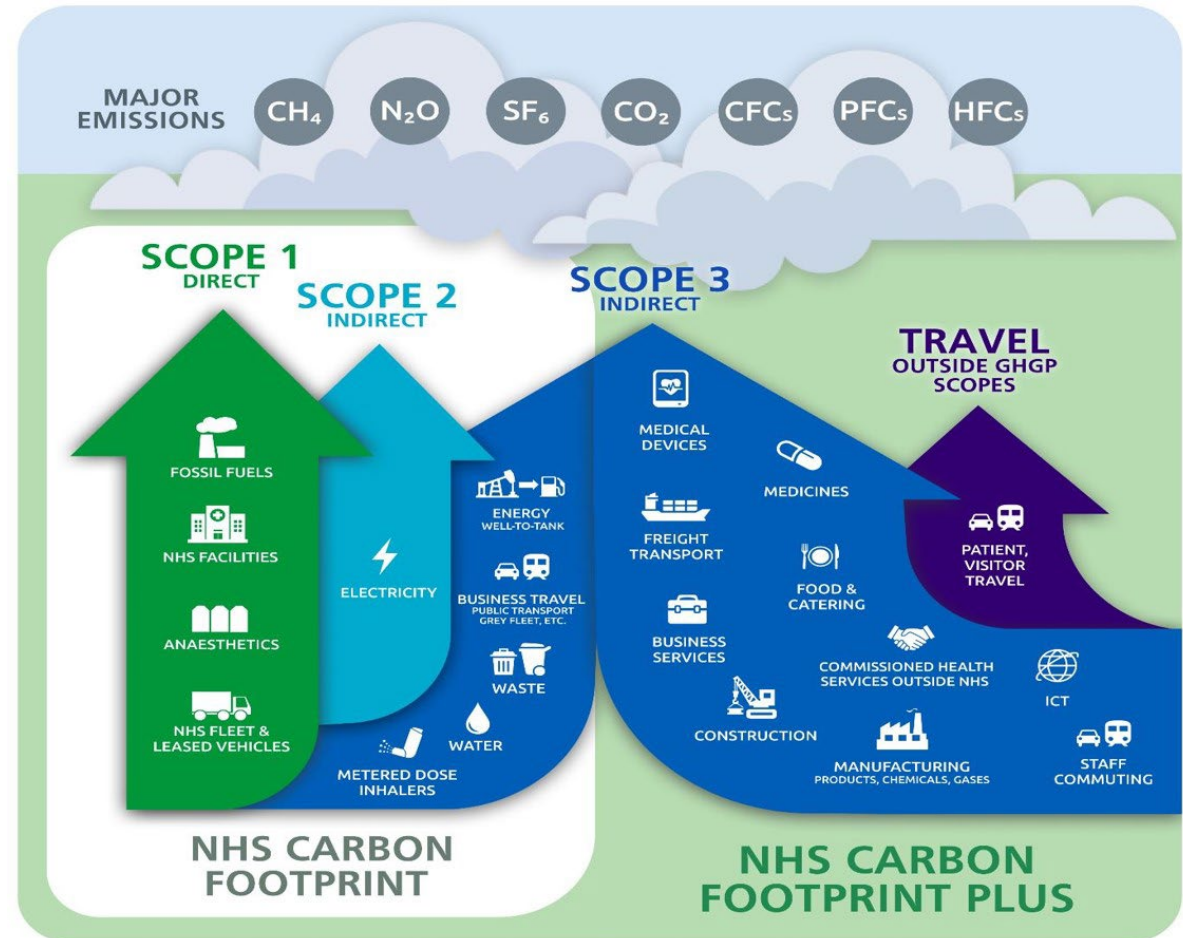 MAJOR
EMISSIONS
CH₄
N₂O
SF₆
CO₂
CFCs
PFCs
HFCs
SCOPE 1
DIRECT
SCOPE 2
INDIRECT
SCOPE 3
INDIRECT
TRAVEL
OUTSIDE GHGP
SCOPES
FOSSIL FUELS
NHS FACILITIES
ANAESTHETICS
NHS FLEET &
LEASED VEHICLES
ELECTRICITY
ENERGY
WELL-TO-TANK
BUSINESS TRAVEL
PUBLIC TRANSPORT
GREY FLEET, ETC.
WASTE
WATER
METERED DOSE
INHALERS
MEDICAL
DEVICES
MEDICINES
FREIGHT
TRANSPORT
FOOD &
CATERING
BUSINESS
SERVICES
COMMISSIONED HEALTH
SERVICES OUTSIDE NHS
CONSTRUCTION
MANUFACTURING
PRODUCTS, CHEMICALS, GASES
ICT
STAFF
COMMUTING
PATIENT,
VISITOR
TRAVEL
NHS CARBON
FOOTPRINT
NHS CARBON
FOOTPRINT PLUS